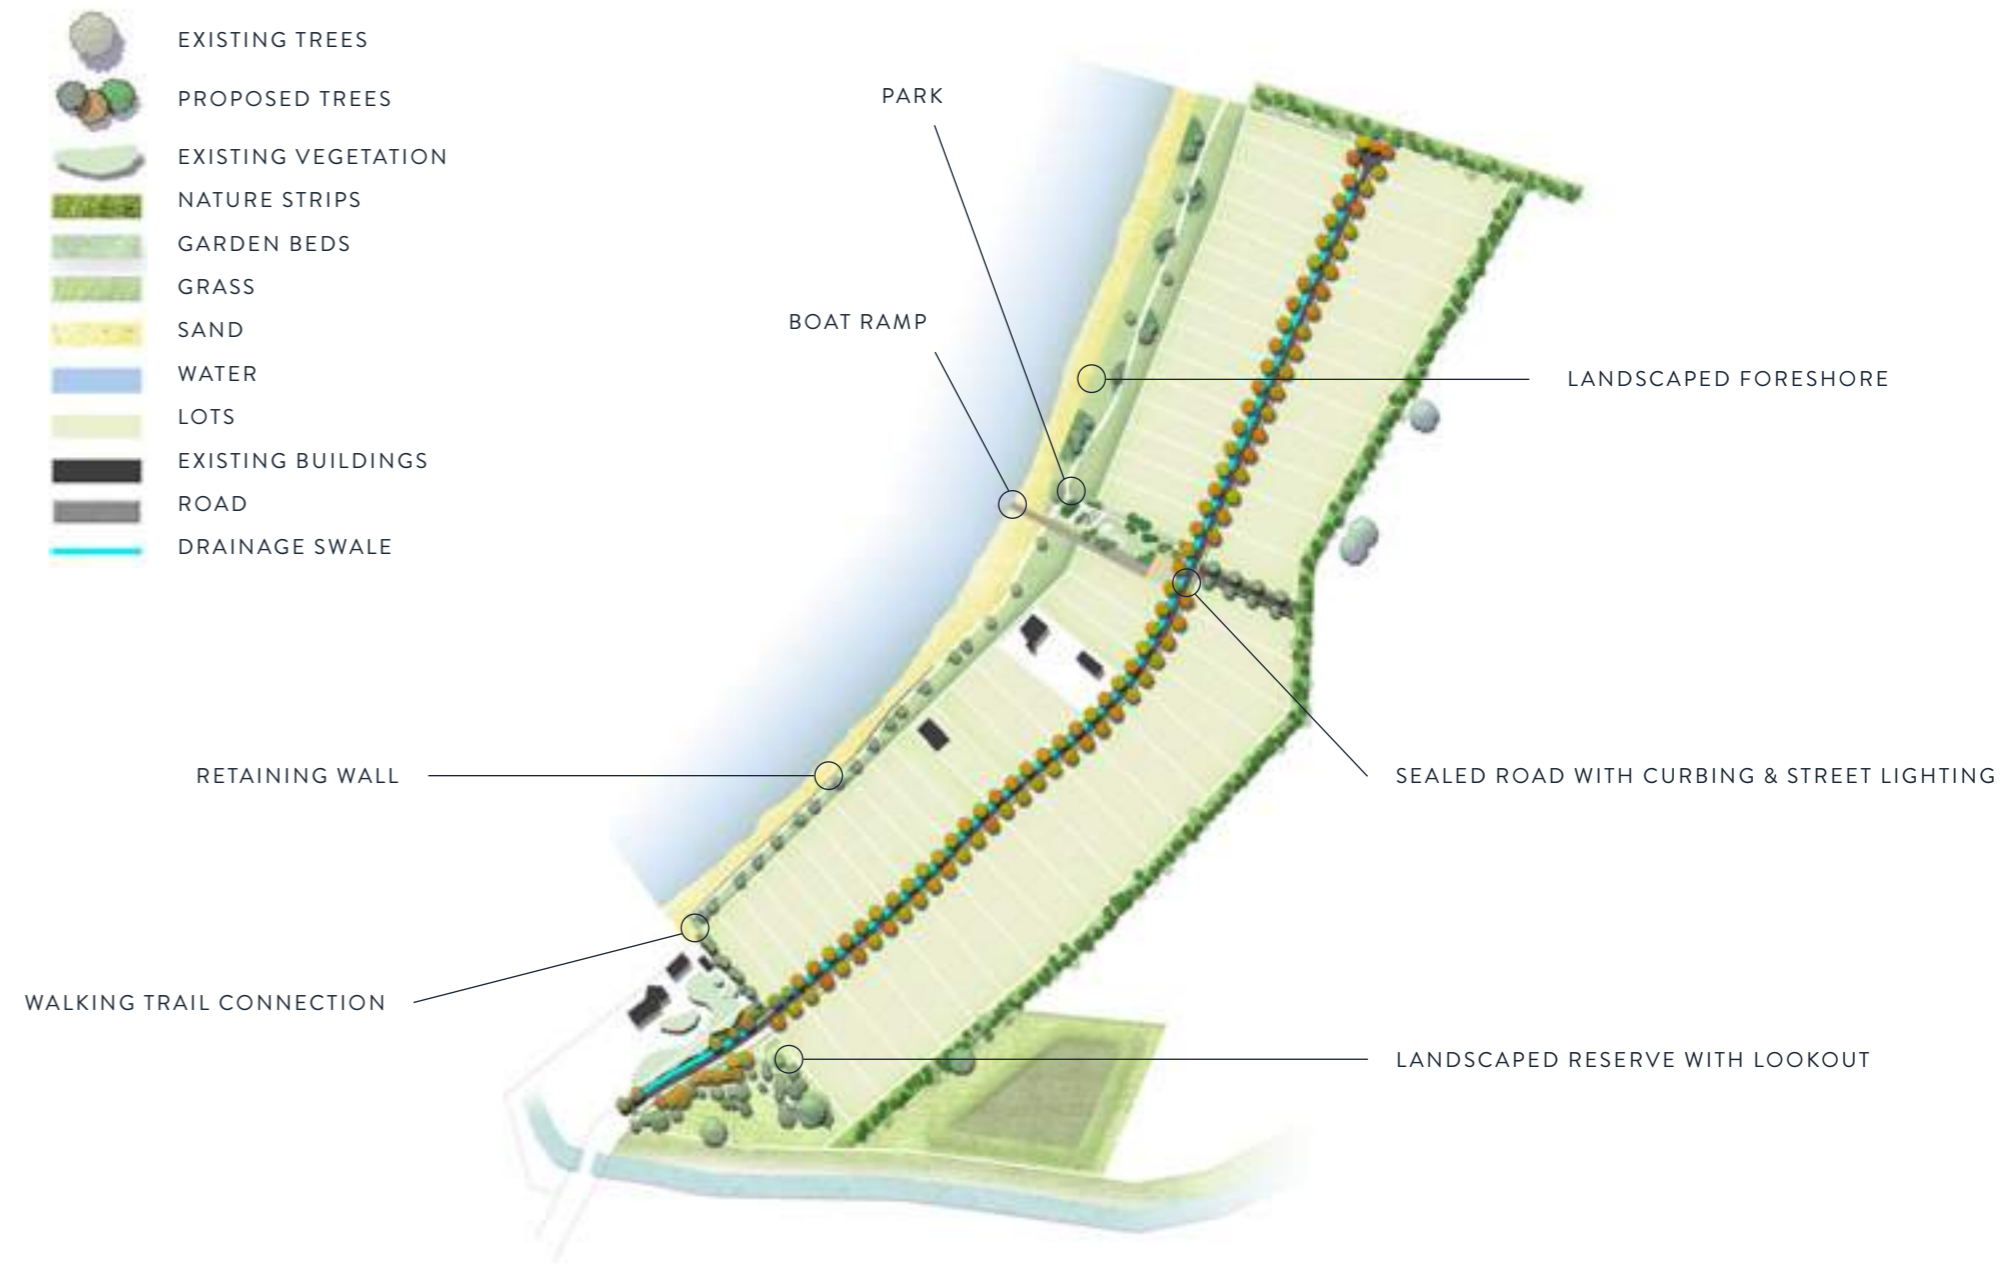 EXISTING TREES
PROPOSED TREES
EXISTING VEGETATION
NATURE STRIPS
GARDEN BEDS
GRASS
SAND
WATER
LOTS
EXISTING BUILDINGS
ROAD
DRAINAGE SWALE
PARK
BOAT RAMP
LANDSCAPED FORESHORE
RETAINING WALL
SEALED ROAD WITH CURBING & STREET LIGHTING
WALKING TRAIL CONNECTION
LANDSCAPED RESERVE WITH LOOKOUT